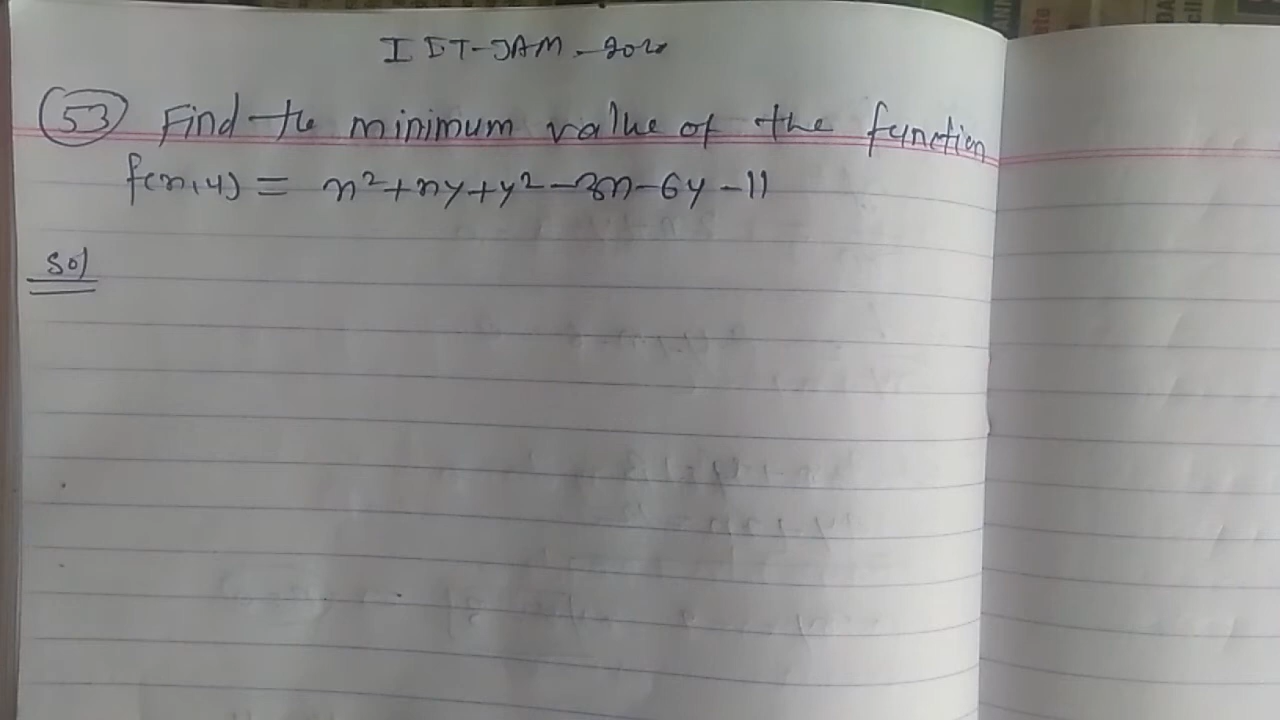 IIT-JAM-2020
53 Find the minimum value of the function
f(x,y) = x²+xy+y²-3x-6y-11
Sol